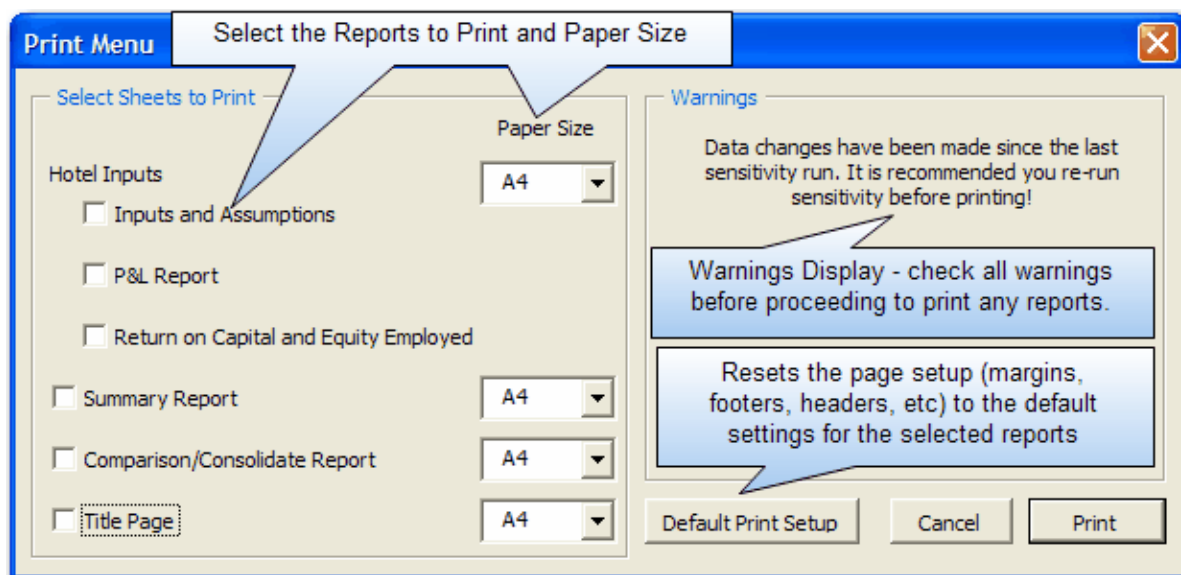 Print Menu
Select the Reports to Print and Paper Size
Select Sheets to Print
Paper Size
Hotel Inputs
A4
Inputs and Assumptions
P&L Report
Return on Capital and Equity Employed
Summary Report
A4
Comparison/Consolidate Report
A4
Title Page
A4
Warnings
Data changes have been made since the last
sensitivity run. It is recommended you re-run
sensitivity before printing!
Warnings Display - check all warnings
before proceeding to print any reports.
Resets the page setup (margins,
footers, headers, etc) to the default
settings for the selected reports
Default Print Setup
Cancel
Print